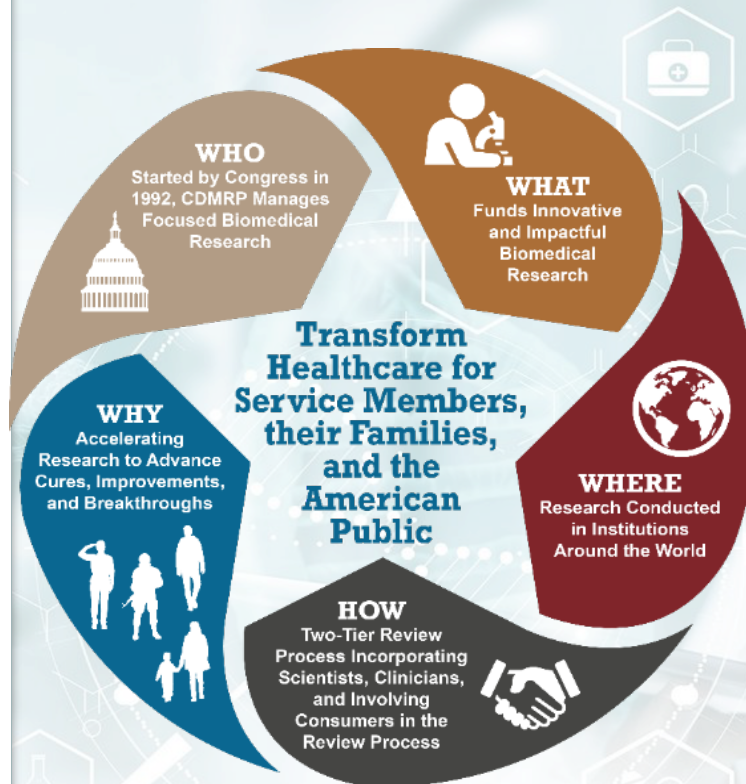 WHO
Started by Congress in
1992, CDMRP Manages
Focused Biomedical
Research
WHAT
Funds Innovative
and Impactful
Biomedical
Research
WHERE
Research Conducted
in Institutions
Around the World
HOW
Two-Tier Review
Process Incorporating
Scientists, Clinicians,
and Involving
Consumers in the
Review Process
WHY
Accelerating
Research to Advance
Cures, Improvements,
and Breakthroughs
Transform
Healthcare for
Service Members,
their Families,
and the
American
Public